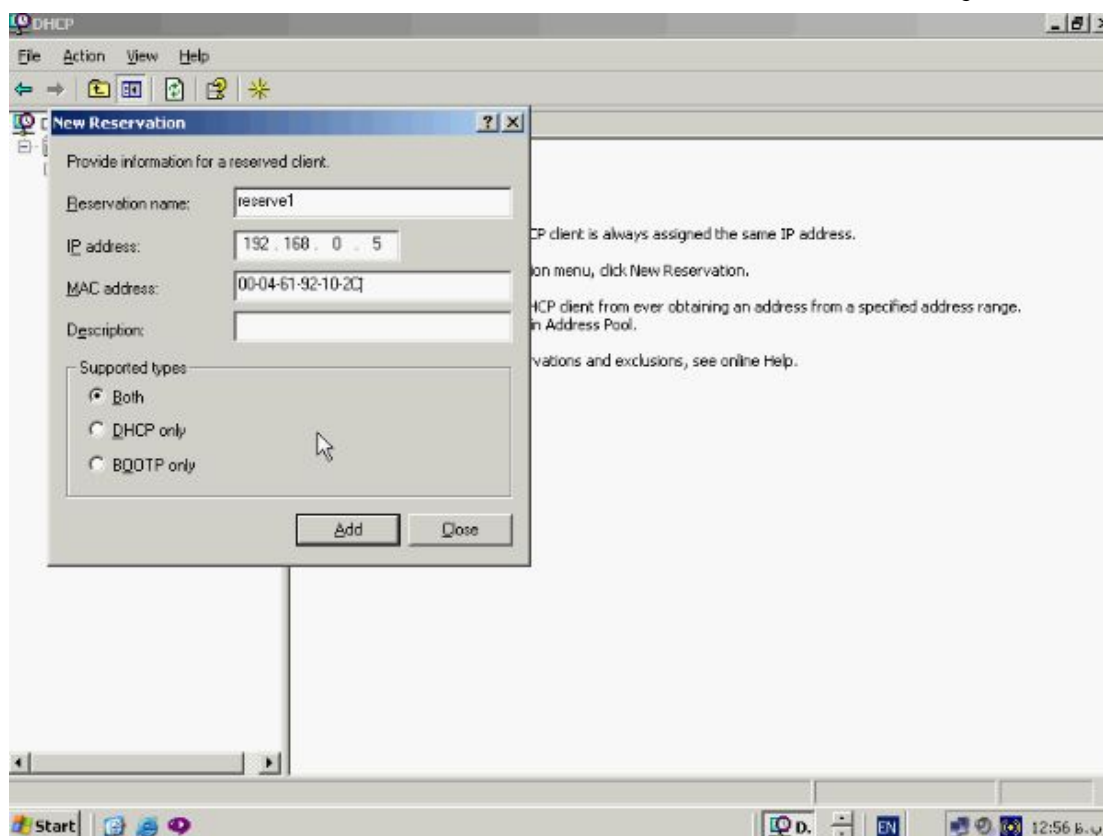 DHCP
File Action View Help
New Reservation
Provide information for a reserved client.
Reservation name: reserve1
IP address: 192 . 168 . 0 . 5
MAC address: 00-04-61-92-10-2C
Description:
Supported types
Both
DHCP only
BOOTP only
Add Close
CP client is always assigned the same IP address.
ion menu, click New Reservation.
HCP client from ever obtaining an address from a specified address range.
in Address Pool.
vations and exclusions, see online Help.
Start D. EN 12:56